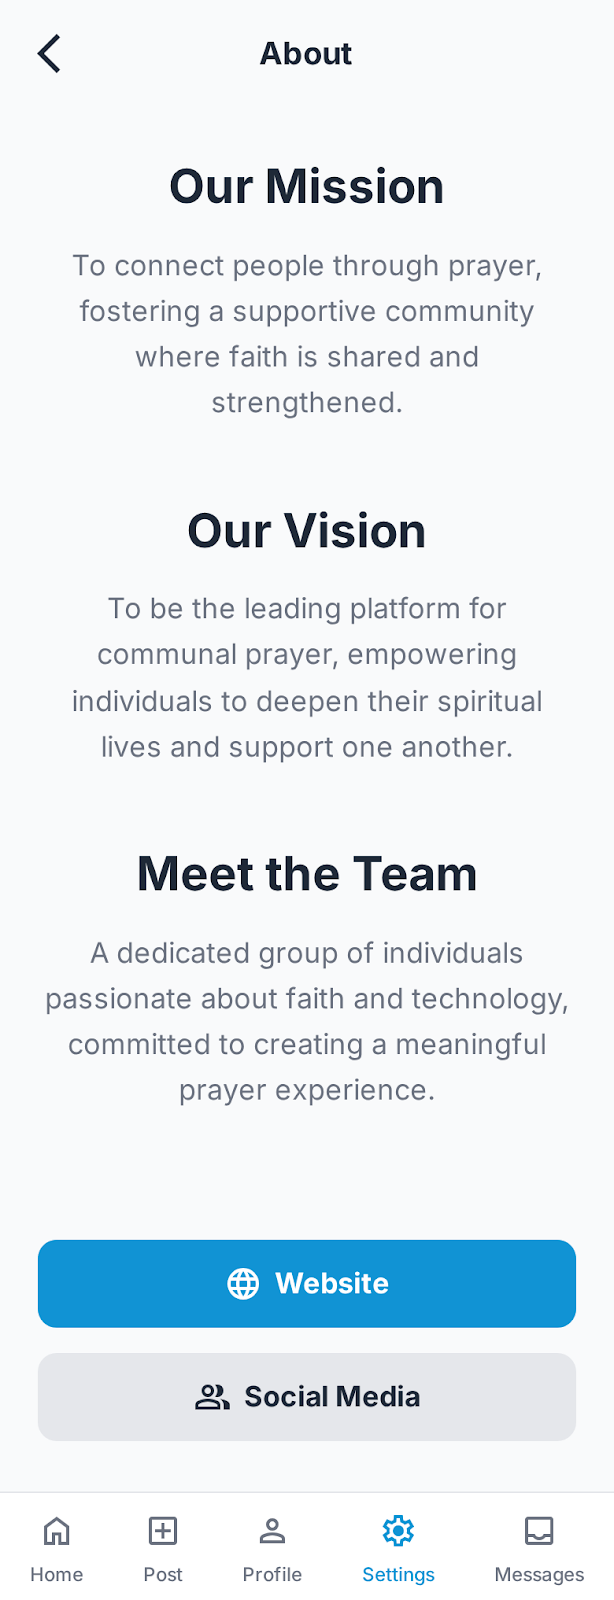 About
Our Mission
To connect people through prayer,
fostering a supportive community
where faith is shared and
strengthened.
Our Vision
To be the leading platform for
communal prayer, empowering
individuals to deepen their spiritual
lives and support one another.
Meet the Team
A dedicated group of individuals
passionate about faith and technology,
committed to creating a meaningful
prayer experience.
Website
Social Media
Home Post Profile Settings Messages